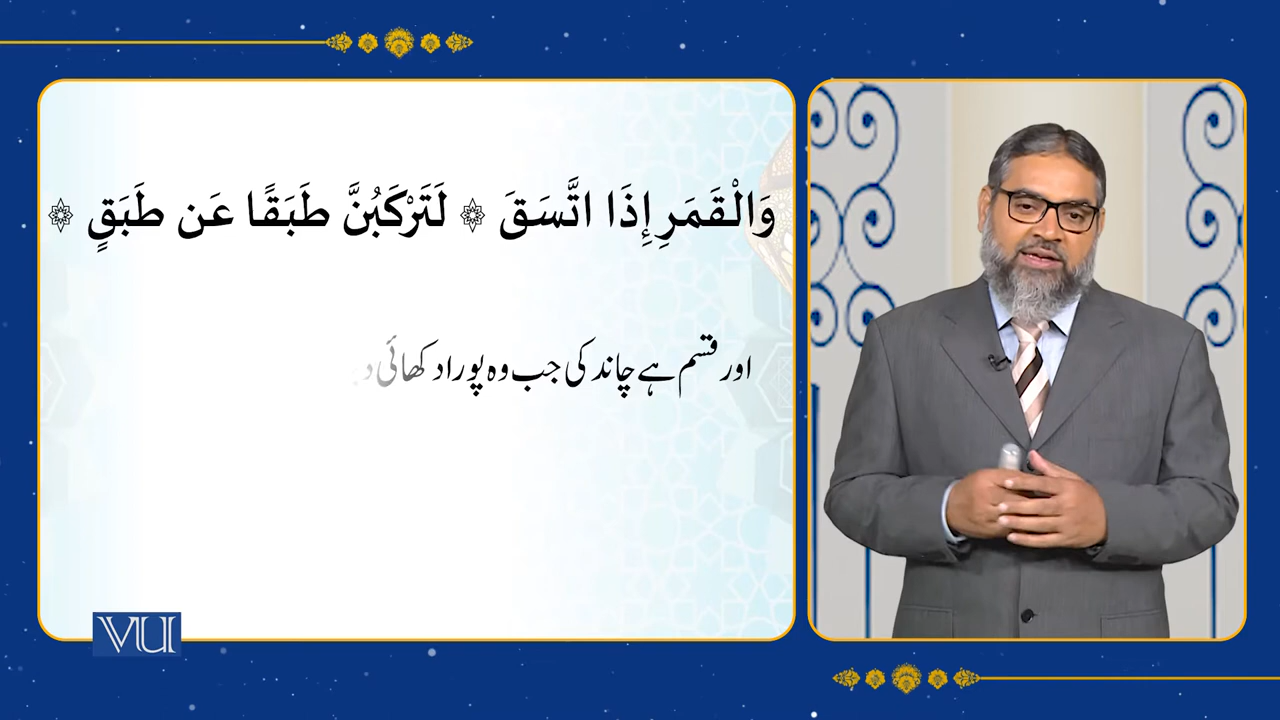 وَالْقَمَرِ إِذَا اتَّسَقَ ۞ لَتَرْكَبُنَّ طَبَقًا عَن طَبَقٍ ۞
اور قسم ہے چاند کی جب وہ پورا دکھائی
VU